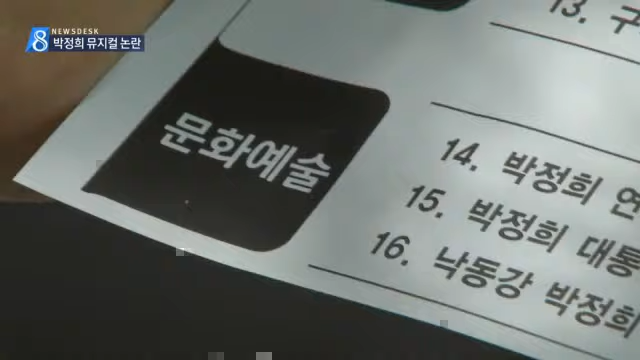 8 NEWSDESK
박정희 뮤지컬 논란
13. 구
문화예술
14. 박정희 연
15. 박정희 대통
16. 낙동강 박정희